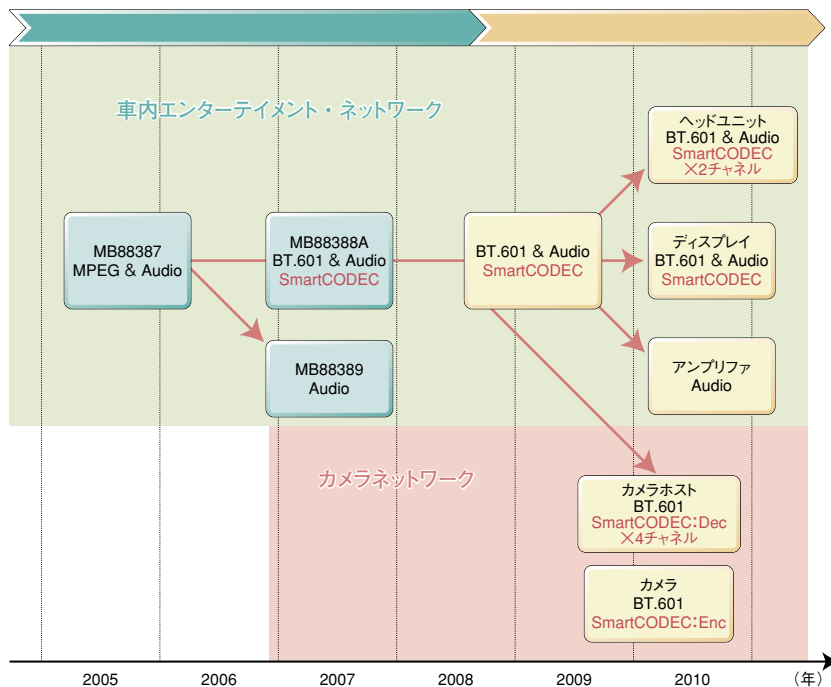 車内エンターテイメント・ネットワーク
ヘッドユニット
BT.601 & Audio
SmartCODEC
×2チャネル
MB88387
MPEG & Audio
MB88388A
BT.601 & Audio
SmartCODEC
BT.601 & Audio
SmartCODEC
ディスプレイ
BT.601 & Audio
SmartCODEC
MB88389
Audio
アンプリファ
Audio
カメラネットワーク
カメラホスト
BT.601
SmartCODEC:Dec
×4チャネル
カメラ
BT.601
SmartCODEC:Enc
2005 2006 2007 2008 2009 2010 (年)